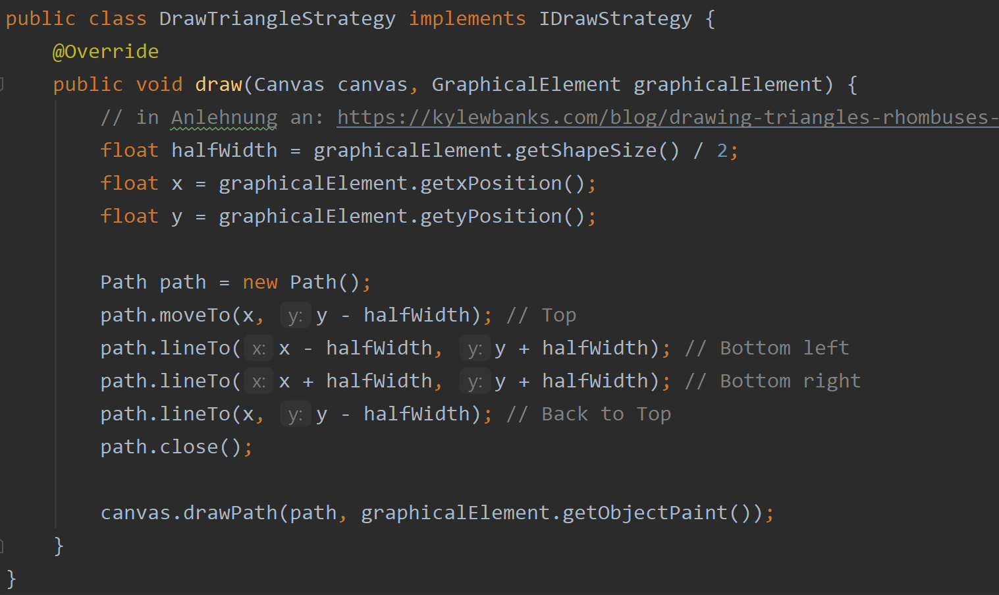 public class DrawTriangleStrategy implements IDrawStrategy {
@Override
public void draw(Canvas canvas, GraphicalElement graphicalElement) {
// in Anlehnung an: https://kylewbanks.com/blog/drawing-triangles-rhombuses-
float halfWidth = graphicalElement.getShapeSize() / 2;
float x = graphicalElement.getxPosition();
float y = graphicalElement.getyPosition();
Path path = new Path();
path.moveTo(x, y: y - halfWidth); // Top
path.lineTo( x: x - halfWidth, y: y + halfWidth); // Bottom left
path.lineTo( x: x + halfWidth, y: y + halfWidth); // Bottom right
path.lineTo(x, y: y - halfWidth); // Back to Top
path.close();
canvas.drawPath(path, graphicalElement.getObjectPaint());
}
}